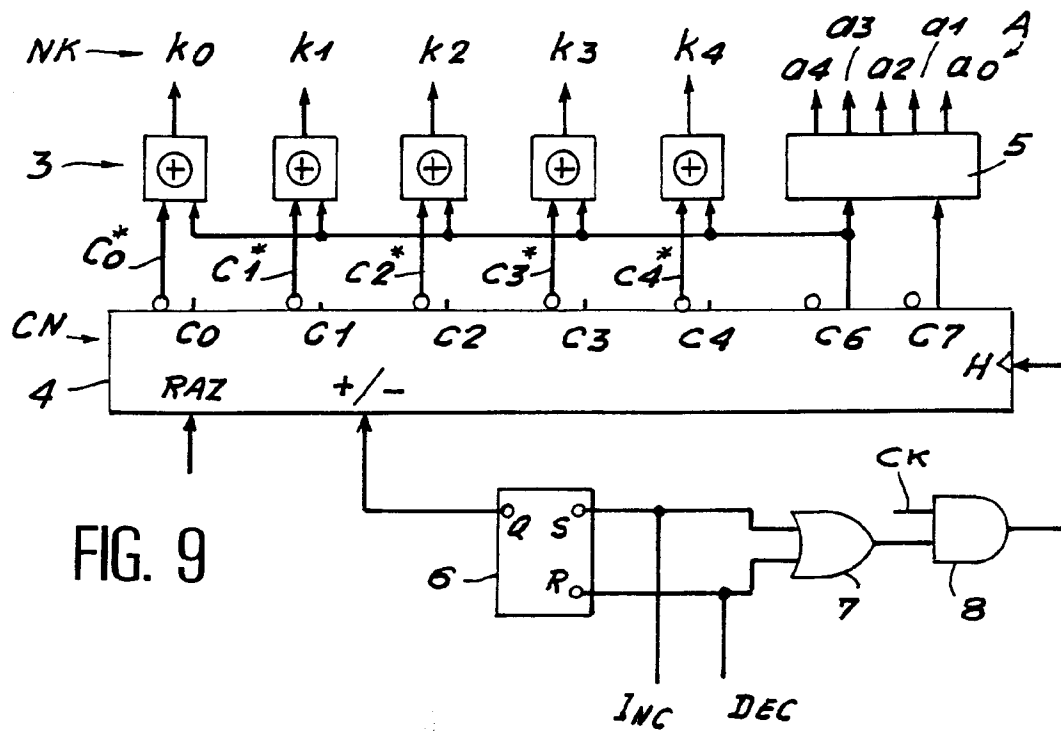 NK k0 k1 k2 k3 k4 a4 a3 a2 a1 a0 A
3 + + + + + 5
C0* C1* C2* C3* C4*
CN C0 C1 C2 C3 C4 C6 C7
4 RAZ +/- H
CK
6 Q S R 7 8
FIG. 9
INC DEC